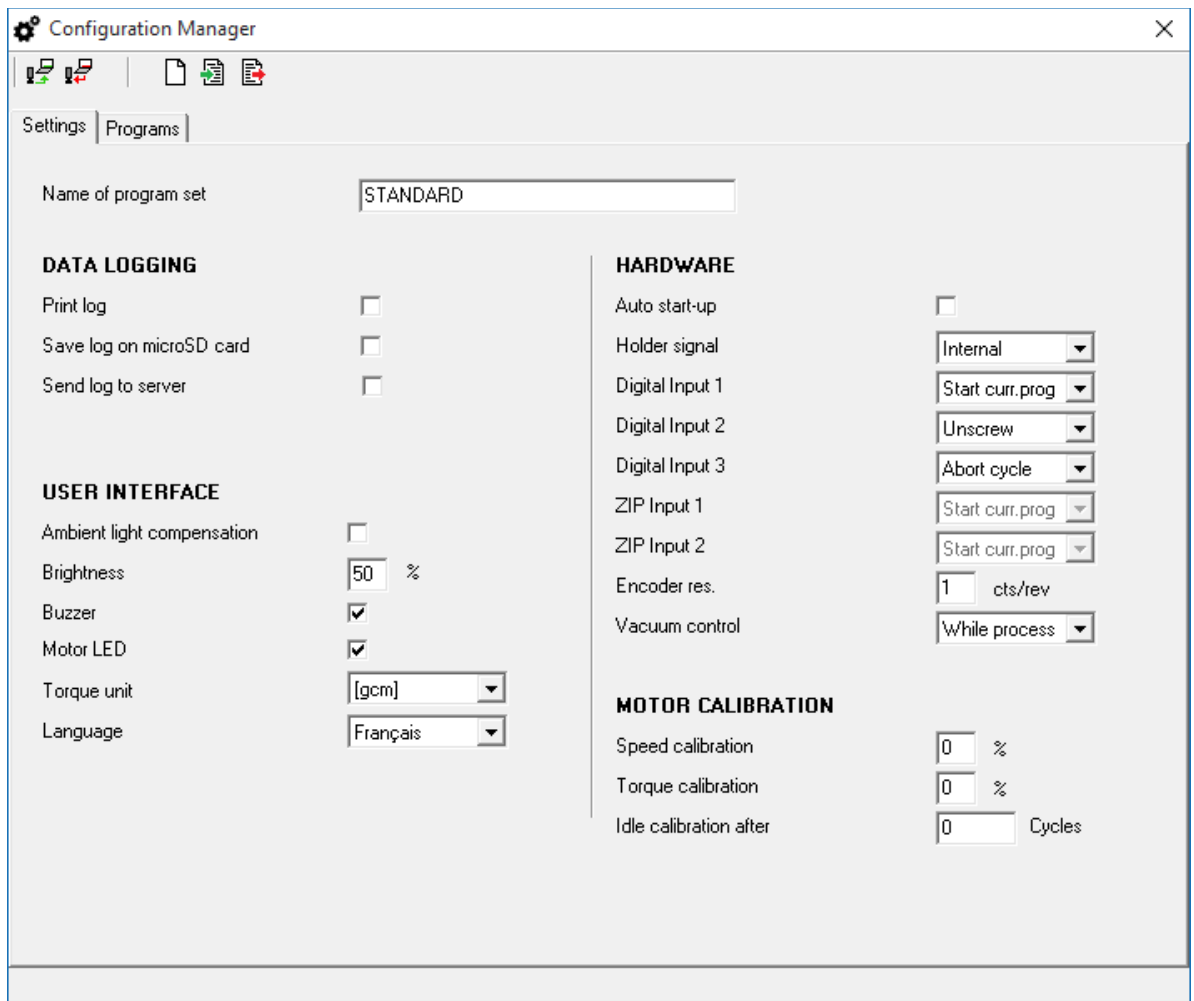 Configuration Manager
Settings
Programs
Name of program set
STANDARD
DATA LOGGING
Print log
Save log on microSD card
Send log to server
USER INTERFACE
Ambient light compensation
Brightness 50 %
Buzzer
Motor LED
Torque unit [gcm]
Language Français
HARDWARE
Auto start-up
Holder signal Internal
Digital Input 1 Start curr.prog
Digital Input 2 Unscrew
Digital Input 3 Abort cycle
ZIP Input 1 Start curr.prog
ZIP Input 2 Start curr.prog
Encoder res. 1 cts/rev
Vacuum control While process
MOTOR CALIBRATION
Speed calibration 0 %
Torque calibration 0 %
Idle calibration after 0 Cycles